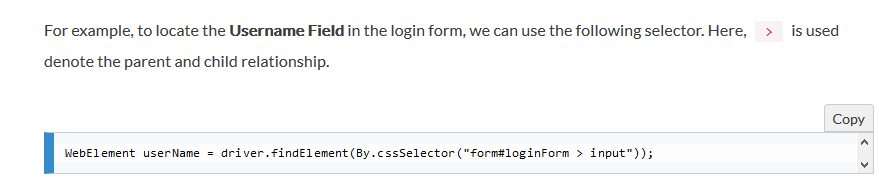 For example, to locate the Username Field in the login form, we can use the following selector. Here, > is used
denote the parent and child relationship.
Copy
WebElement userName = driver.findElement(By.cssSelector("form#loginForm > input"));